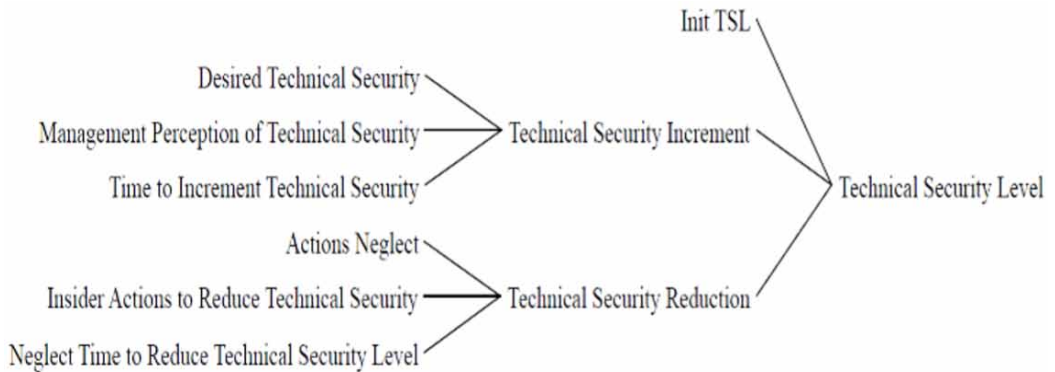 Init TSL
Desired Technical Security
Management Perception of Technical Security
Technical Security Increment
Time to Increment Technical Security
Technical Security Level
Actions Neglect
Insider Actions to Reduce Technical Security
Technical Security Reduction
Neglect Time to Reduce Technical Security Level